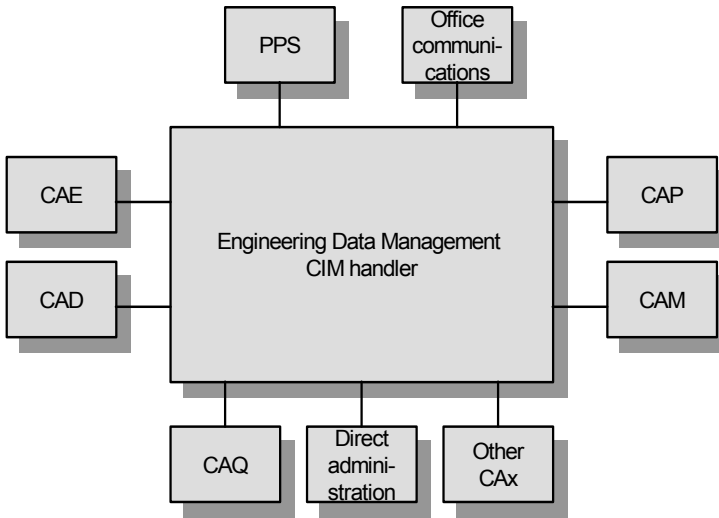 PPS
Office
communi-
cations
CAE
CAP
Engineering Data Management
CIM handler
CAD
CAM
CAQ
Direct
admini-
stration
Other
CAx